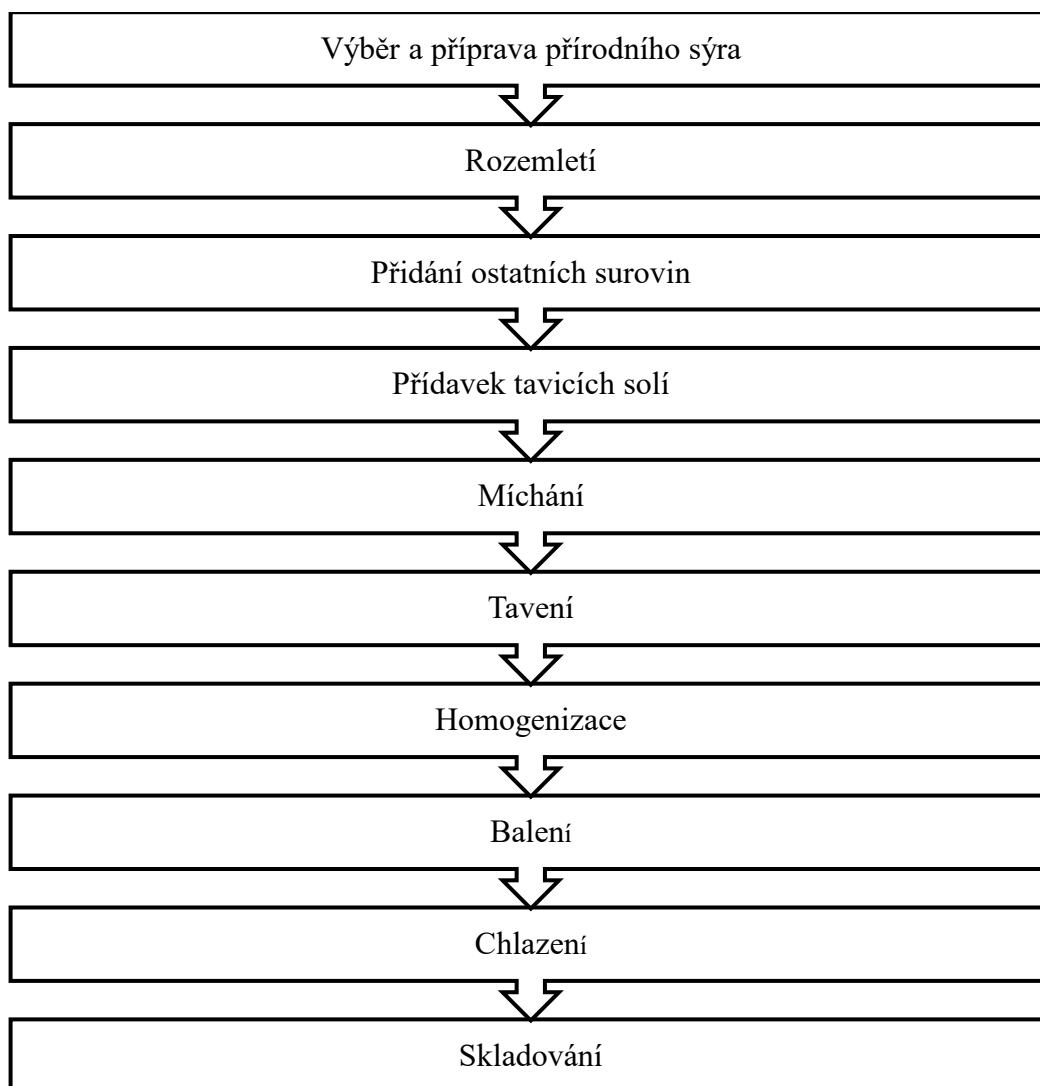 Výběr a příprava přírodního sýra
Rozemletí
Přidání ostatních surovin
Přídavek tavicích solí
Míchání
Tavení
Homogenizace
Balení
Chlazení
Skladování